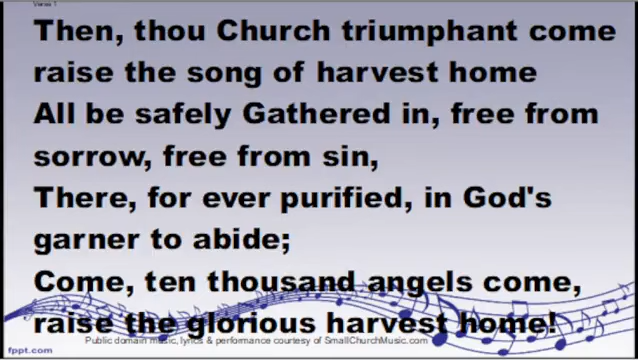 Verse 1
Then, thou Church triumphant come
raise the song of harvest home
All be safely Gathered in, free from
sorrow, free from sin,
There, for ever purified, in God's
garner to abide;
Come, ten thousand angels come,
raise the glorious harvest home!
Public domain music, lyrics & performance courtesy of SmallChurchMusic.com
fppt.com